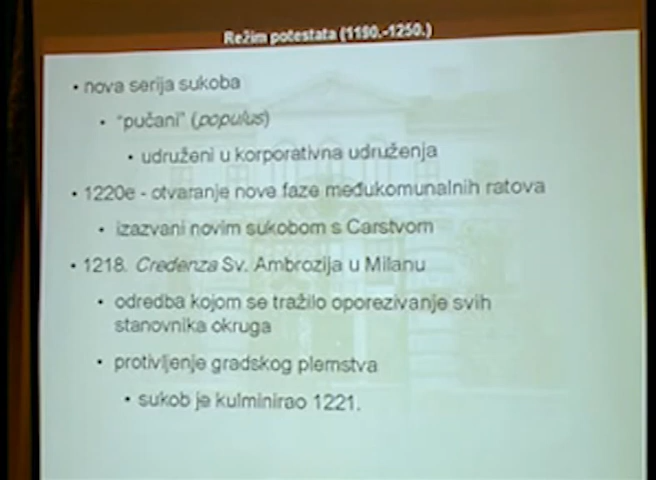 Režim potestata (1180.-1250.)
• nova serija sukoba
• "pučani" (populus)
• udruženi u korporativna udruženja
• 1220e - otvaranje nove faze međukomunalnih ratova
• izazvani novim sukobom s Carstvom
• 1218. Credenza Sv. Ambrozija u Milanu
• odredba kojom se tražilo oporezivanje svih
stanovnika okruga
• protivljenje gradskog plemstva
• sukob je kulminirao 1221.